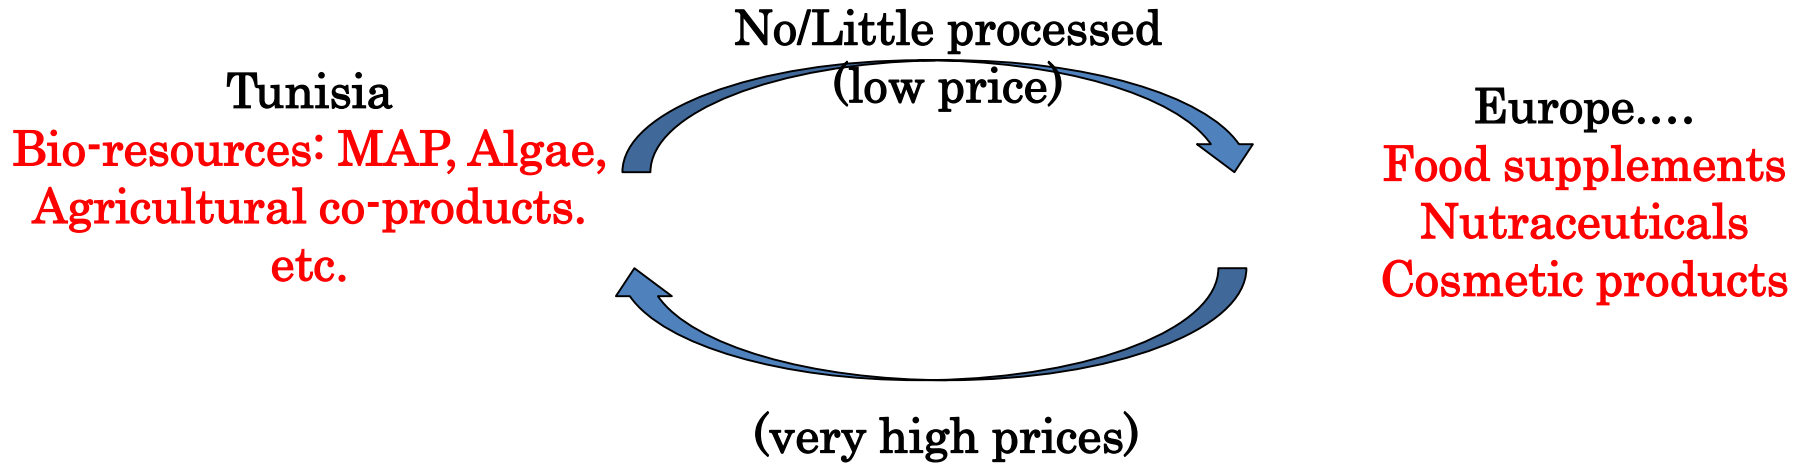 No/Little processed
(low price)
Tunisia
Bio-resources: MAP, Algae,
Agricultural co-products.
etc.
Europe....
Food supplements
Nutraceuticals
Cosmetic products
(very high prices)